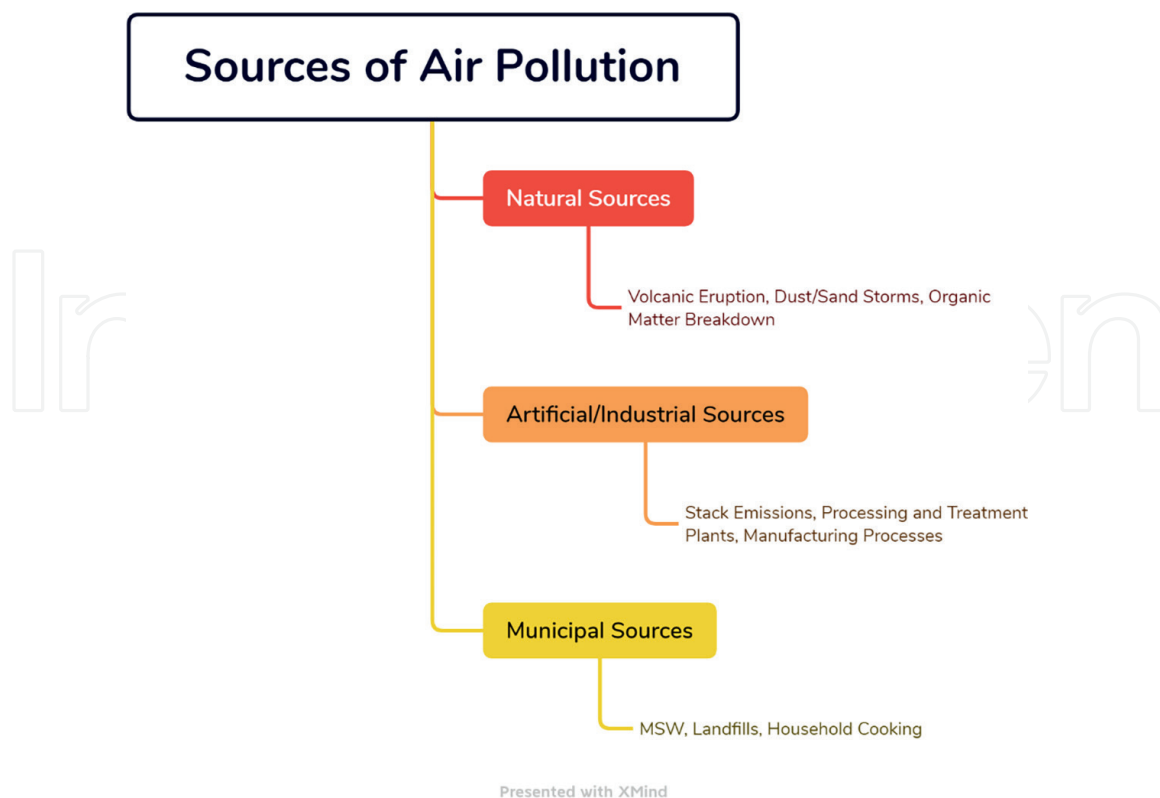 Sources of Air Pollution
Natural Sources
Volcanic Eruption, Dust/Sand Storms, Organic
Matter Breakdown
Artificial/Industrial Sources
Stack Emissions, Processing and Treatment
Plants, Manufacturing Processes
Municipal Sources
MSW, Landfills, Household Cooking
Presented with XMind